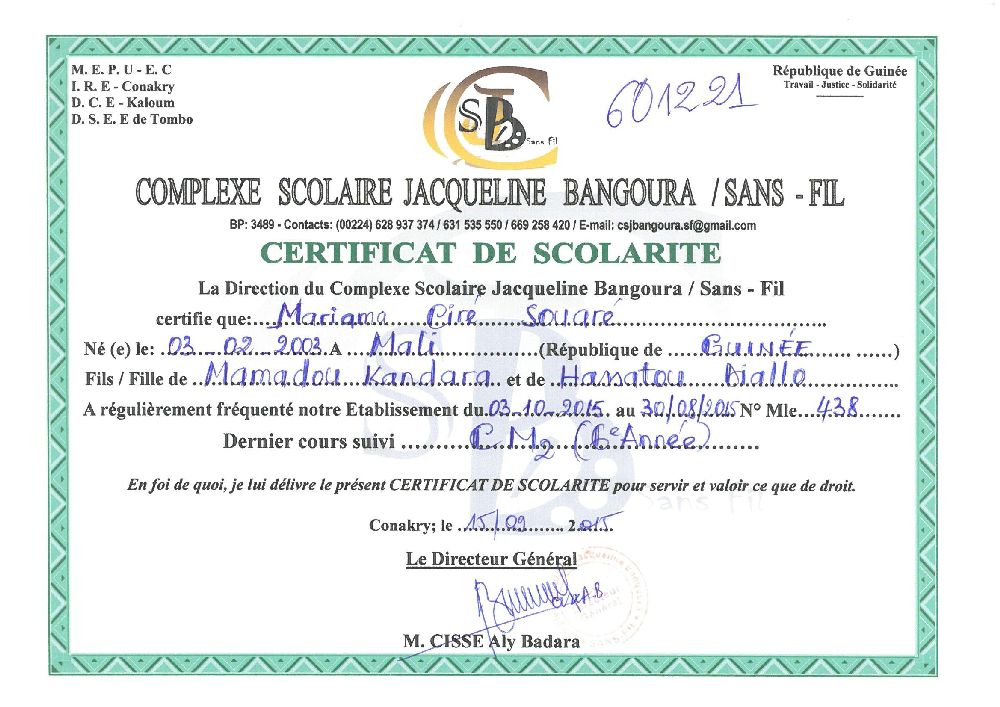 M. E. P. U - E. C
I. R. E - Conakry
D. C. E - Kaloum
D. S. E. E de Tombo
SJB Sans Fil
601221
République de Guinée
Travail - Justice - Solidarité
COMPLEXE SCOLAIRE JACQUELINE BANGOURA / SANS - FIL
BP: 3489 - Contacts: (00224) 628 937 374 / 631 535 550 / 669 258 420 / E-mail: csjbangoura.sf@gmail.com
CERTIFICAT DE SCOLARITE
La Direction du Complexe Scolaire Jacqueline Bangoura / Sans - Fil
certifie que:....Mariama Ciré Souaré
Né (e) le: 03 - 02 - 2003 A Mali (République de GUINÉE)
Fils / Fille de Mamadou Kandara et de Hassatou Diallo
A régulièrement fréquenté notre Etablissement du 03-10-2015 au 30/08/2015 N° Mle 438
Dernier cours suivi CM2 (6e Année)
En foi de quoi, je lui délivre le présent CERTIFICAT DE SCOLARITE pour servir et valoir ce que de droit.
Sans fil
Conakry; le 15/09 2015
Le Directeur Général
M. CISSE Aly Badara